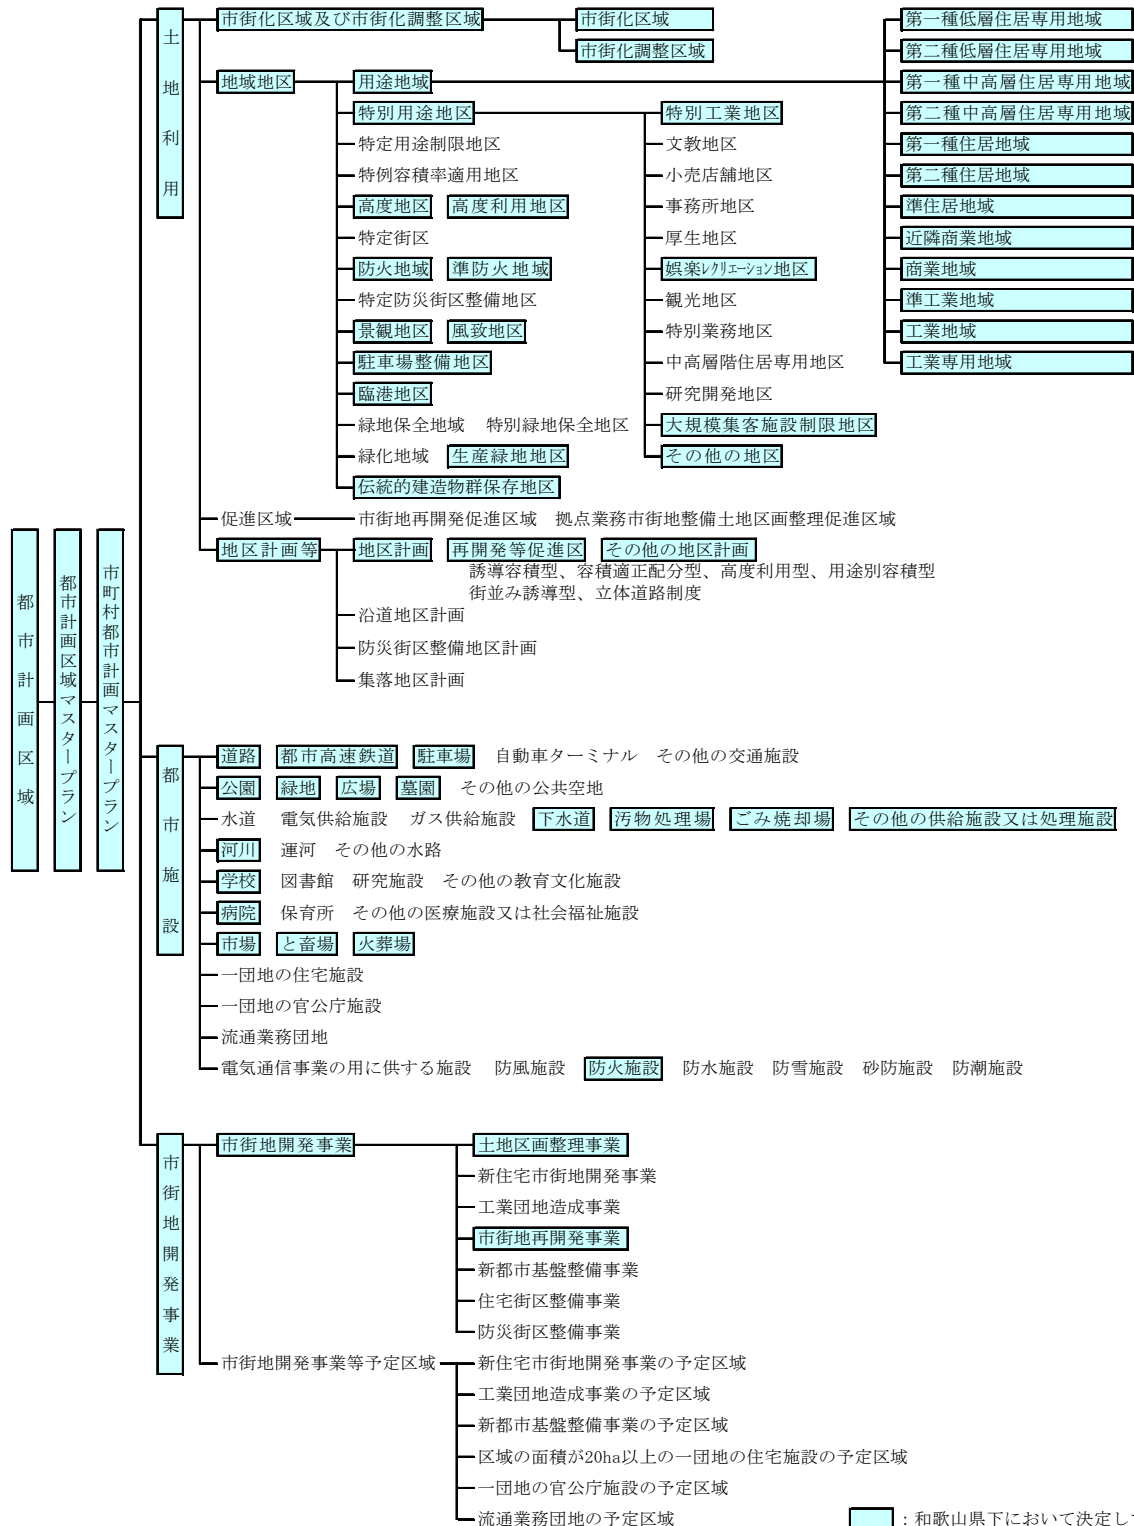 都市計画区域
都市計画区域マスタープラン
市町村都市計画マスタープラン
土地利用
市街化区域及び市街化調整区域
市街化区域
市街化調整区域
地域地区
用途地域
第一種低層住居専用地域
第二種低層住居専用地域
第一種中高層住居専用地域
第二種中高層住居専用地域
第一種住居地域
第二種住居地域
準住居地域
近隣商業地域
商業地域
準工業地域
工業地域
工業専用地域
特別用途地区
特別工業地区
文教地区
小売店舗地区
事務所地区
厚生地区
娯楽レクリエーション地区
観光地区
特別業務地区
中高層階住居専用地区
研究開発地区
大規模集客施設制限地区
その他の地区
特定用途制限地区
特例容積率適用地区
高度地区 高度利用地区
特定街区
防火地域 準防火地域
特定防災街区整備地区
景観地区 風致地区
駐車場整備地区
臨港地区
緑地保全地域 特別緑地保全地区
緑化地域 生産緑地地区
伝統的建造物群保存地区
促進区域 市街地再開発促進区域 拠点業務市街地整備土地区画整理促進区域
地区計画等 地区計画 再開発等促進区 その他の地区計画
誘導容積型、容積適正配分型、高度利用型、用途別容積型
街並み誘導型、立体道路制度
沿道地区計画
防災街区整備地区計画
集落地区計画
都市施設
道路 都市高速鉄道 駐車場 自動車ターミナル その他の交通施設
公園 緑地 広場 墓園 その他の公共空地
水道 電気供給施設 ガス供給施設 下水道 汚物処理場 ごみ焼却場 その他の供給施設又は処理施設
河川 運河 その他の水路
学校 図書館 研究施設 その他の教育文化施設
病院 保育所 その他の医療施設又は社会福祉施設
市場 と畜場 火葬場
一団地の住宅施設
一団地の官公庁施設
流通業務団地
電気通信事業の用に供する施設 防風施設 防火施設 防水施設 防雪施設 砂防施設 防潮施設
市街地開発事業
市街地開発事業
土地区画整理事業
新住宅市街地開発事業
工業団地造成事業
市街地再開発事業
新都市基盤整備事業
住宅街区整備事業
防災街区整備事業
市街地開発事業等予定区域
新住宅市街地開発事業の予定区域
工業団地造成事業の予定区域
新都市基盤整備事業の予定区域
区域の面積が20ha以上の一団地の住宅施設の予定区域
一団地の官公庁施設の予定区域
流通業務団地の予定区域
：和歌山県下において決定し